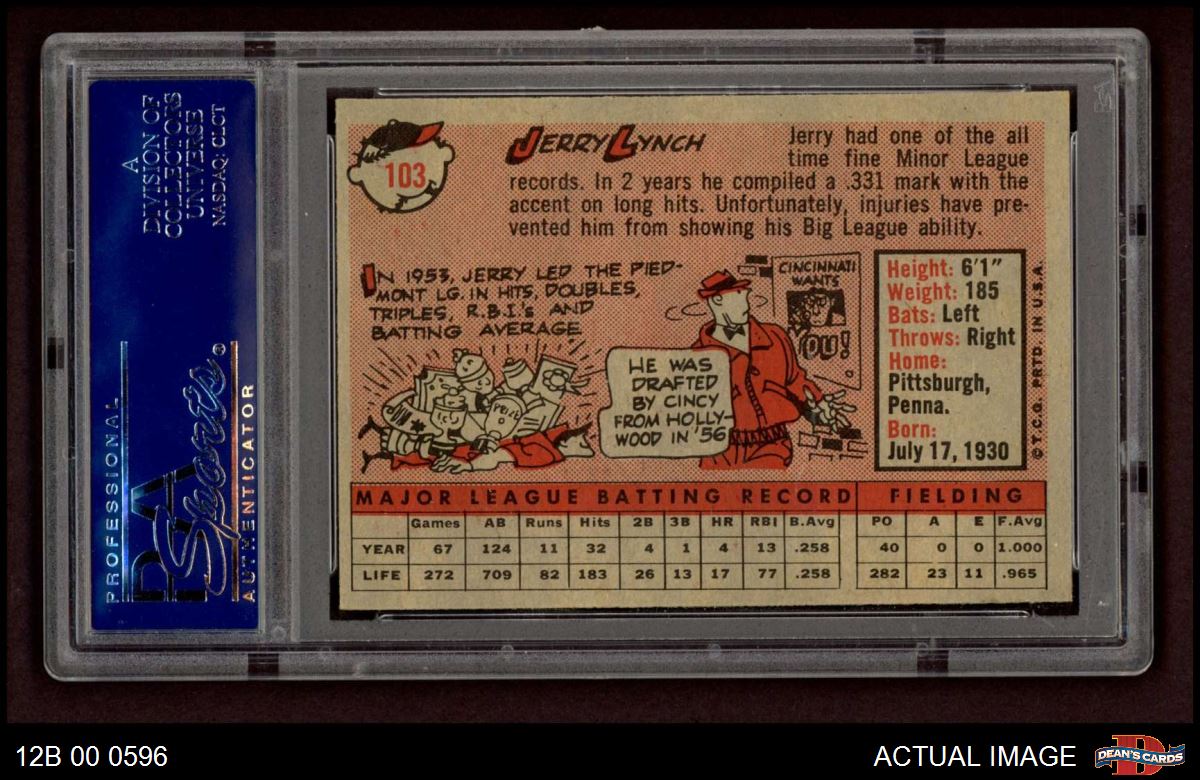 A
DIVISION OF
COLLECTORS
UNIVERSE
NASDAQ: CLCT
PROFESSIONAL
PSA
Sports®
AUTHENTICATOR
103
JERRY LYNCH
Jerry had one of the all
time fine Minor League
records. In 2 years he compiled a .331 mark with the
accent on long hits. Unfortunately, injuries have pre-
vented him from showing his Big League ability.
IN 1953, JERRY LED THE PIED-
MONT LG. IN HITS, DOUBLES,
TRIPLES, R.B.I.'s AND
BATTING AVERAGE
CINCINNATI
WANTS
YOU!
HE WAS
DRAFTED
BY CINCY
FROM HOLLY-
WOOD IN '56
Height: 6'1"
Weight: 185
Bats: Left
Throws: Right
Home:
Pittsburgh,
Penna.
Born:
July 17, 1930
© T.C.G. PRTD. IN U.S.A.
MAJOR LEAGUE BATTING RECORD FIELDING
Games AB Runs Hits 2B 3B HR RBI B.Avg PO A E F.Avg
YEAR 67 124 11 32 4 1 4 13 .258 40 0 0 1.000
LIFE 272 709 82 183 26 13 17 77 .258 282 23 11 .965
12B 00 0596
ACTUAL IMAGE
DEAN'S CARDS